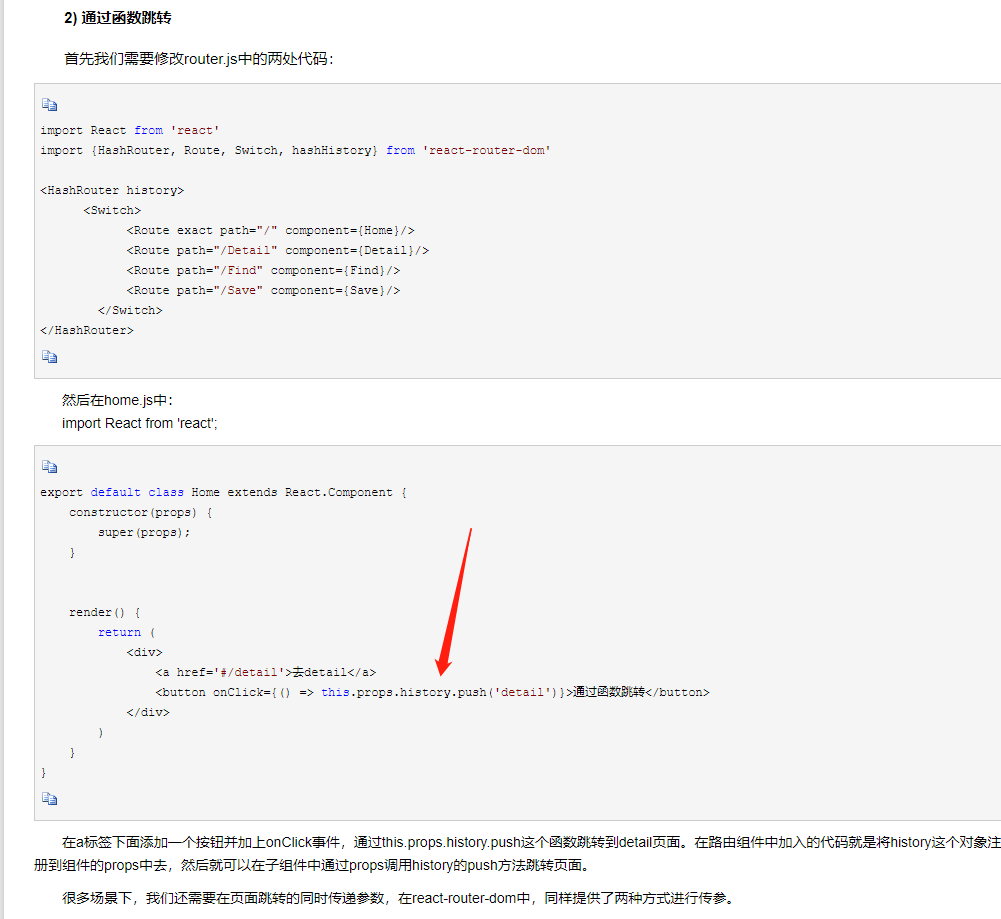 2) 通过函数跳转
首先我们需要修改router.js中的两处代码：
import React from 'react'
import {HashRouter, Route, Switch, hashHistory} from 'react-router-dom'
<HashRouter history>
<Switch>
<Route exact path="/" component={Home}/>
<Route path="/Detail" component={Detail}/>
<Route path="/Find" component={Find}/>
<Route path="/Save" component={Save}/>
</Switch>
</HashRouter>
然后在home.js中：
import React from 'react';
export default class Home extends React.Component {
constructor(props) {
super(props);
}
render() {
return (
<div>
<a href='#/detail'>去detail</a>
<button onClick={() => this.props.history.push('detail')}>通过函数跳转</button>
</div>
)
}
}
在a标签下面添加一个按钮并加上onClick事件，通过this.props.history.push这个函数跳转到detail页面。在路由组件中加入的代码就是将history这个对象注
册到组件的props中去，然后就可以在子组件中通过props调用history的push方法跳转页面。
很多场景下，我们还需要在页面跳转的同时传递参数，在react-router-dom中，同样提供了两种方式进行传参。